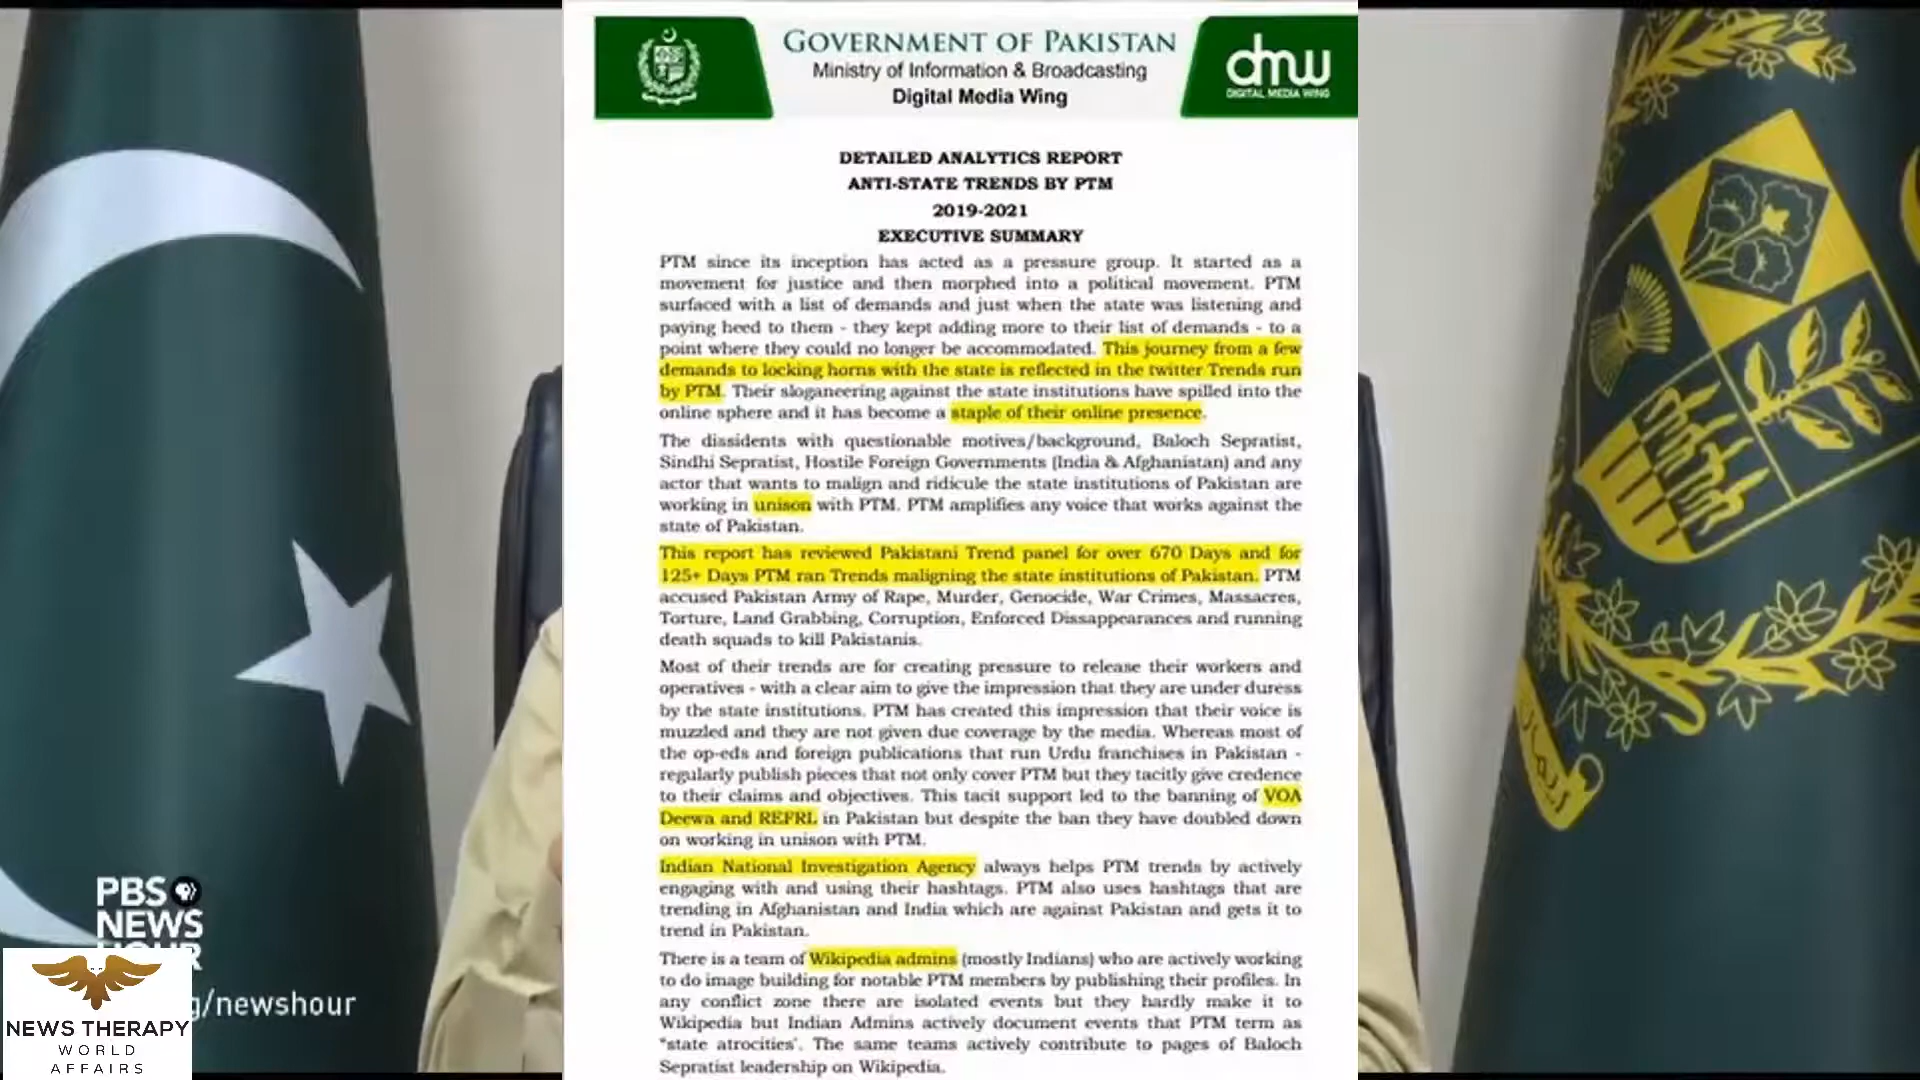 GOVERNMENT OF PAKISTAN
Ministry of Information & Broadcasting
Digital Media Wing
dmw
DIGITAL MEDIA WING
DETAILED ANALYTICS REPORT
ANTI-STATE TRENDS BY PTM
2019-2021
EXECUTIVE SUMMARY
PTM since its inception has acted as a pressure group. It started as a
movement for justice and then morphed into a political movement. PTM
surfaced with a list of demands and just when the state was listening and
paying heed to them - they kept adding more to their list of demands - to a
point where they could no longer be accommodated. This journey from a few
demands to locking horns with the state is reflected in the twitter Trends run
by PTM. Their sloganeering against the state institutions have spilled into the
online sphere and it has become a staple of their online presence.
The dissidents with questionable motives/background, Baloch Sepratist,
Sindhi Sepratist, Hostile Foreign Governments (India & Afghanistan) and any
actor that wants to malign and ridicule the state institutions of Pakistan are
working in unison with PTM. PTM amplifies any voice that works against the
state of Pakistan.
This report has reviewed Pakistani Trend panel for over 670 Days and for
125+ Days PTM ran Trends maligning the state institutions of Pakistan. PTM
accused Pakistan Army of Rape, Murder, Genocide, War Crimes, Massacres,
Torture, Land Grabbing, Corruption, Enforced Dissappearances and running
death squads to kill Pakistanis.
Most of their trends are for creating pressure to release their workers and
operatives - with a clear aim to give the impression that they are under duress
by the state institutions. PTM has created this impression that their voice is
muzzled and they are not given due coverage by the media. Whereas most of
the op-eds and foreign publications that run Urdu franchises in Pakistan -
regularly publish pieces that not only cover PTM but they tacitly give credence
to their claims and objectives. This tacit support led to the banning of VOA
Deewa and REFRL in Pakistan but despite the ban they have doubled down
on working in unison with PTM.
Indian National Investigation Agency always helps PTM trends by actively
engaging with and using their hashtags. PTM also uses hashtags that are
trending in Afghanistan and India which are against Pakistan and gets it to
trend in Pakistan.
There is a team of Wikipedia admins (mostly Indians) who are actively working
to do image building for notable PTM members by publishing their profiles. In
any conflict zone there are isolated events but they hardly make it to
Wikipedia but Indian Admins actively document events that PTM term as
"state atrocities'. The same teams actively contribute to pages of Baloch
Sepratist leadership on Wikipedia.
PBS
NEWS
HOUR
g/newshour
NEWS THERAPY
WORLD
AFFAIRS